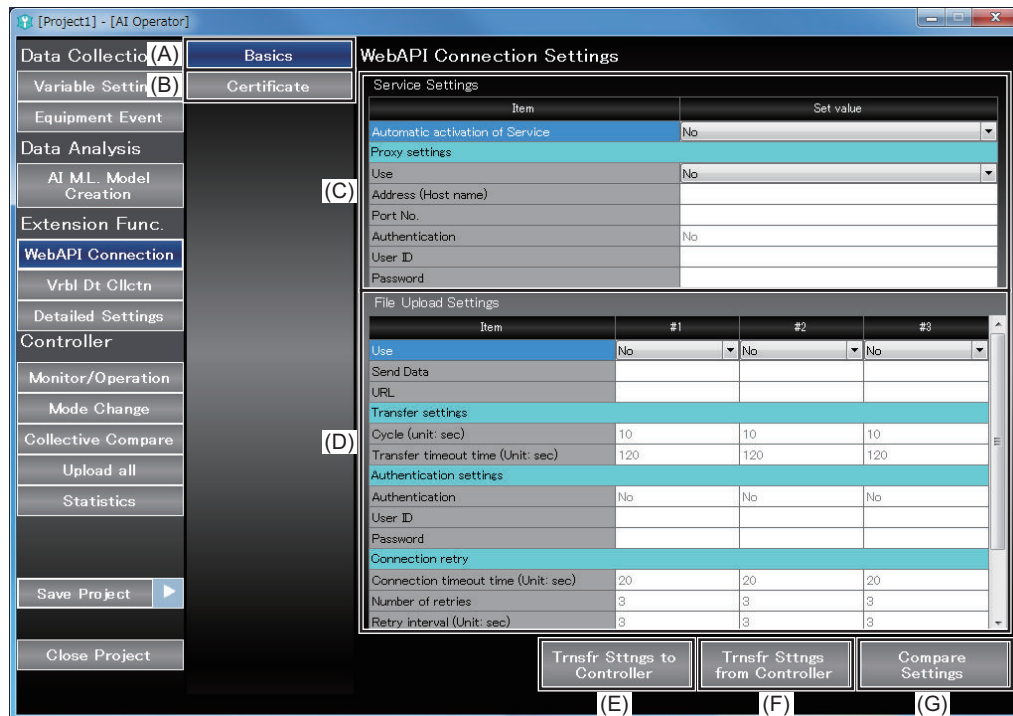 [Project1] - [AI Operator]
Data Collectio
(A)
Variable Settin
(B)
Equipment Event
Data Analysis
AI M.L. Model
Creation
Extension Func.
WebAPI Connection
Vrbl Dt Cllctn
Detailed Settings
Controller
Monitor/Operation
Mode Change
Collective Compare
Upload all
Statistics
Save Project
Close Project
Basics
Certificate
WebAPI Connection Settings
(C)
Service Settings
Item Set value
Automatic activation of Service No
Proxy settings
Use No
Address (Host name)
Port No.
Authentication No
User ID
Password
(D)
File Upload Settings
Item #1 #2 #3
Use No No No
Send Data
URL
Transfer settings
Cycle (unit: sec) 10 10 10
Transfer timeout time (Unit: sec) 120 120 120
Authentication settings
Authentication No No No
User ID
Password
Connection retry
Connection timeout time (Unit: sec) 20 20 20
Number of retries 3 3 3
Retry interval (Unit: sec) 3 3 3
Trnsfr Sttngs to
Controller
(E)
Trnsfr Sttngs
from Controller
(F)
Compare
Settings
(G)